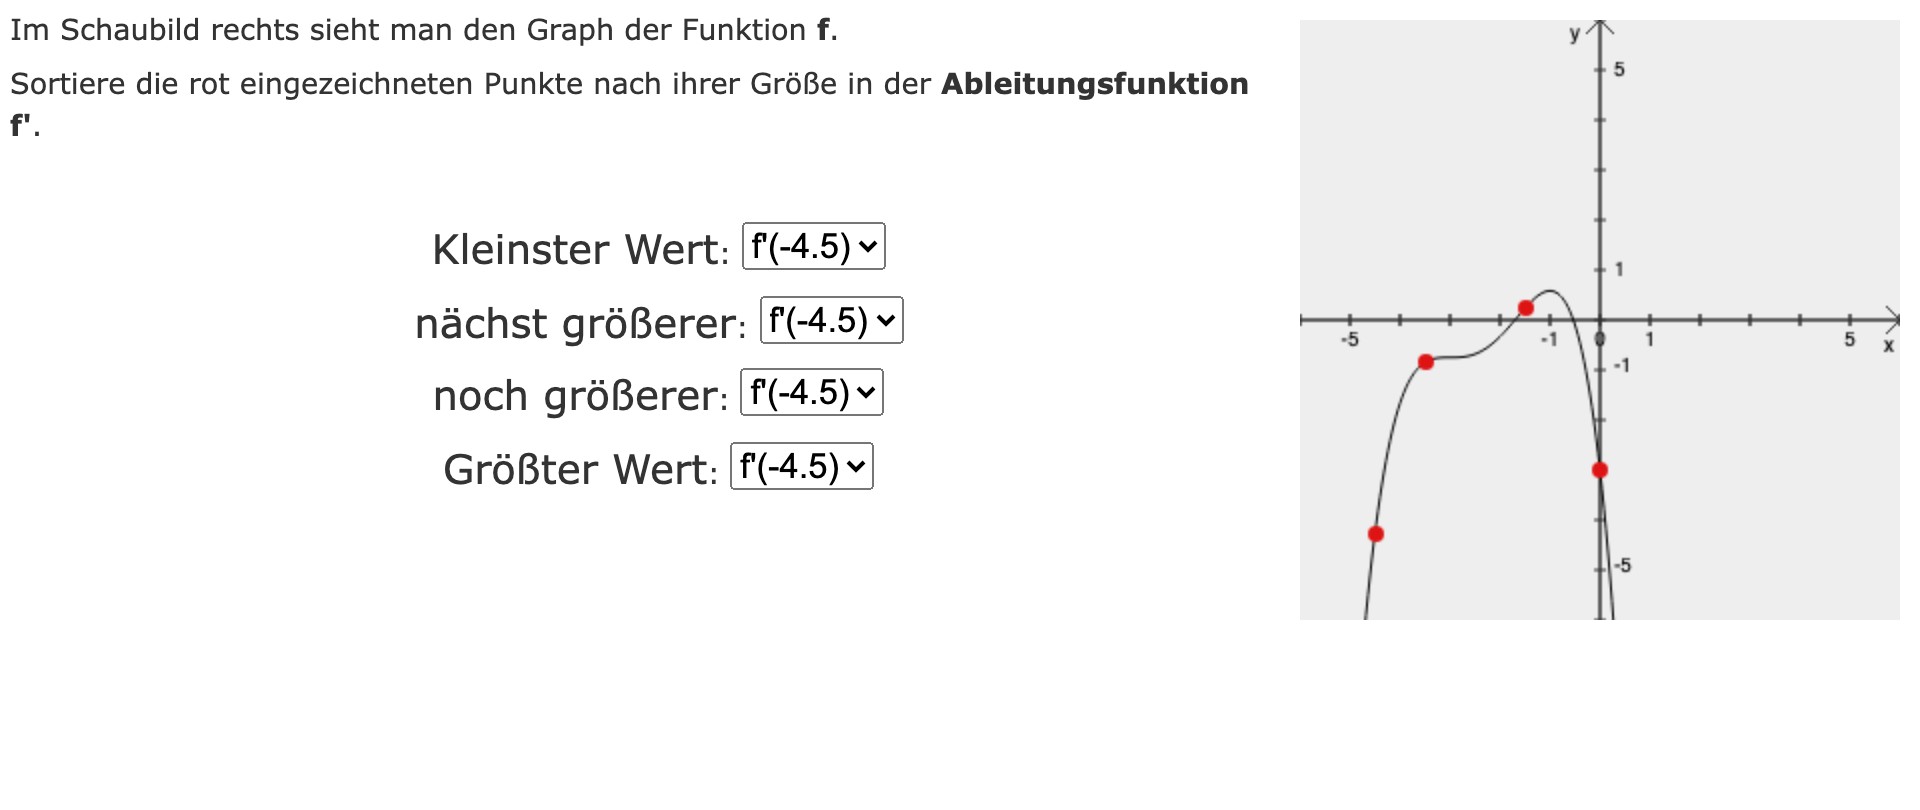 Im Schaubild rechts sieht man den Graph der Funktion f.
Sortiere die rot eingezeichneten Punkte nach ihrer Größe in der Ableitungsfunktion
f'.
Kleinster Wert: f'(-4.5)
nächst größerer: f'(-4.5)
noch größerer: f'(-4.5)
Größter Wert: f'(-4.5)
y
5
1
-5
-1
0
1
5
x
-1
-5